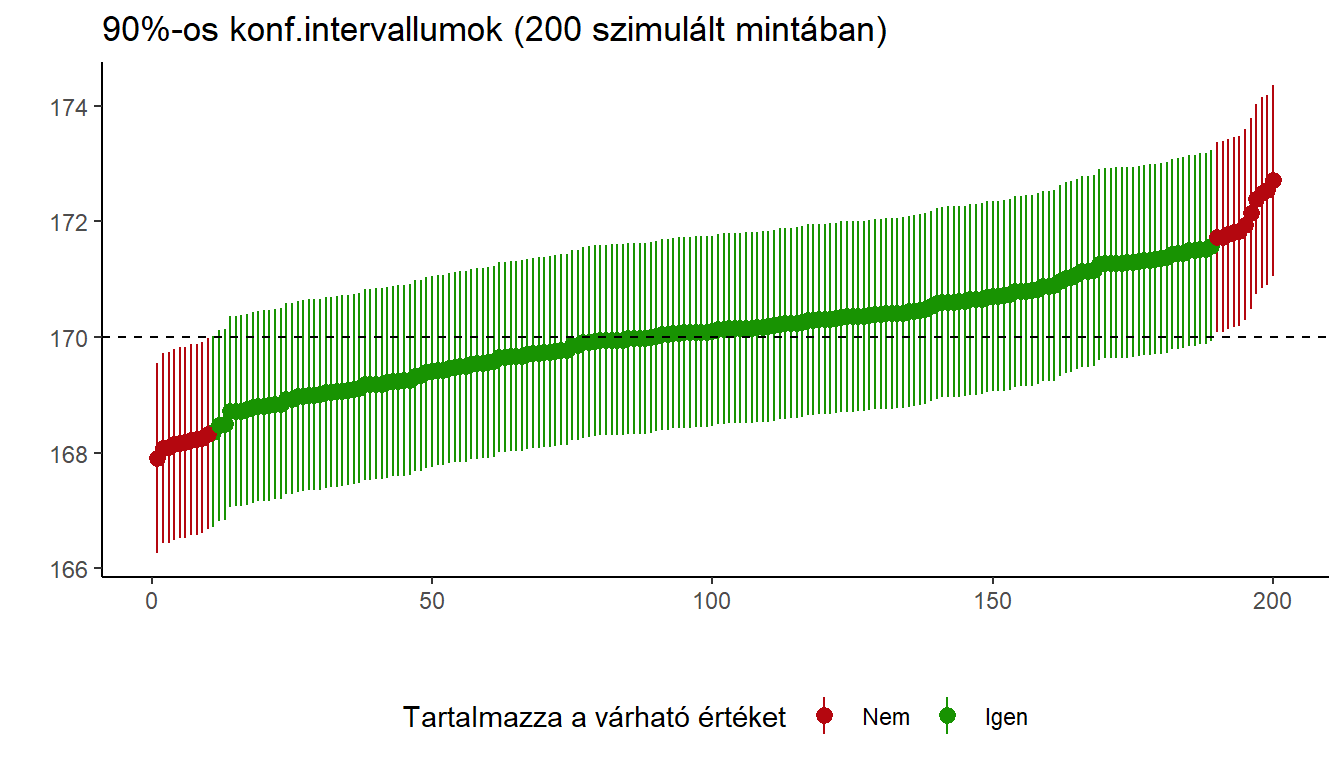 90%-os konf.intervallumok (200 szimulált mintában)
174
172
170
168
166
0 50 100 150 200
Tartalmazza a várható értéket Nem Igen